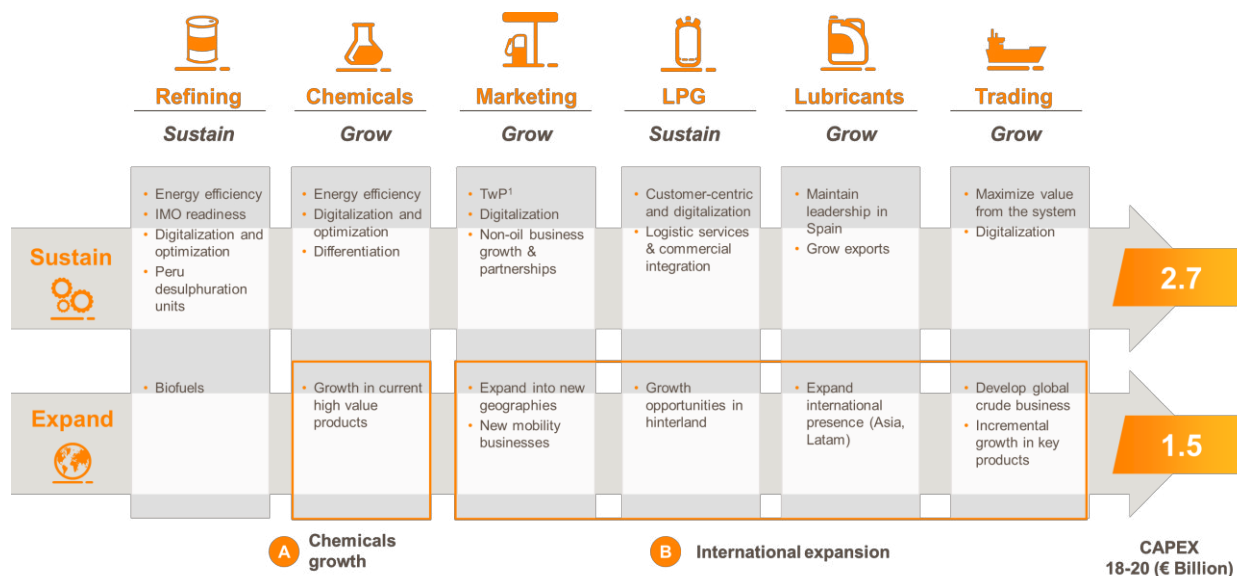 Refining
Chemicals
Marketing
LPG
Lubricants
Trading
Sustain
Grow
Grow
Sustain
Grow
Grow
Sustain
• Energy efficiency
• IMO readiness
• Digitalization and
optimization
• Peru
desulphuration
units
• Energy efficiency
• Digitalization and
optimization
• Differentiation
• TwP¹
• Digitalization
• Non-oil business
growth &
partnerships
• Customer-centric
and digitalization
• Logistic services
& commercial
integration
• Maintain
leadership in
Spain
• Grow exports
• Maximize value
from the system
• Digitalization
2.7
Expand
• Biofuels
• Growth in current
high value
products
• Expand into new
geographies
• New mobility
businesses
• Growth
opportunities in
hinterland
• Expand
international
presence (Asia,
Latam)
• Develop global
crude business
• Incremental
growth in key
products
1.5
A Chemicals
growth
B International expansion
CAPEX
18-20 (€ Billion)